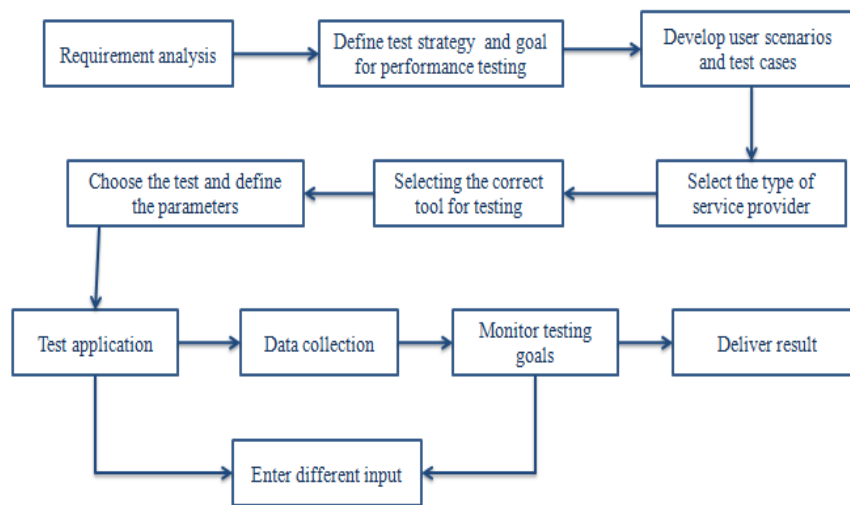 Requirement analysis
Define test strategy and goal
for performance testing
Develop user scenarios
and test cases
Choose the test and define
the parameters
Selecting the correct
tool for testing
Select the type of
service provider
Test application
Data collection
Monitor testing
goals
Deliver result
Enter different input